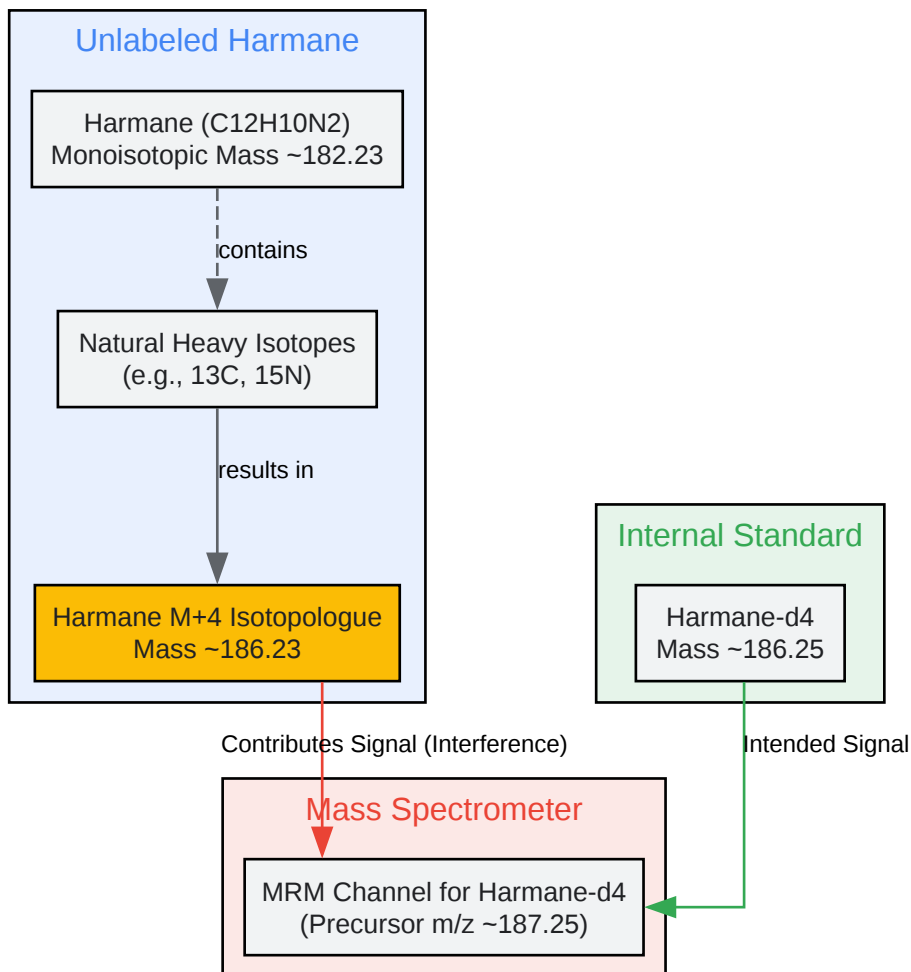 Unlabeled Harmane
Harmane (C12H10N2)
Monoisotopic Mass ~182.23
contains
Natural Heavy Isotopes
(e.g., 13C, 15N)
results in
Harmane M+4 Isotopologue
Mass ~186.23
Internal Standard
Harmane-d4
Mass ~186.25
Contributes Signal (Interference)
Intended Signal
Mass Spectrometer
MRM Channel for Harmane-d4
(Precursor m/z ~187.25)